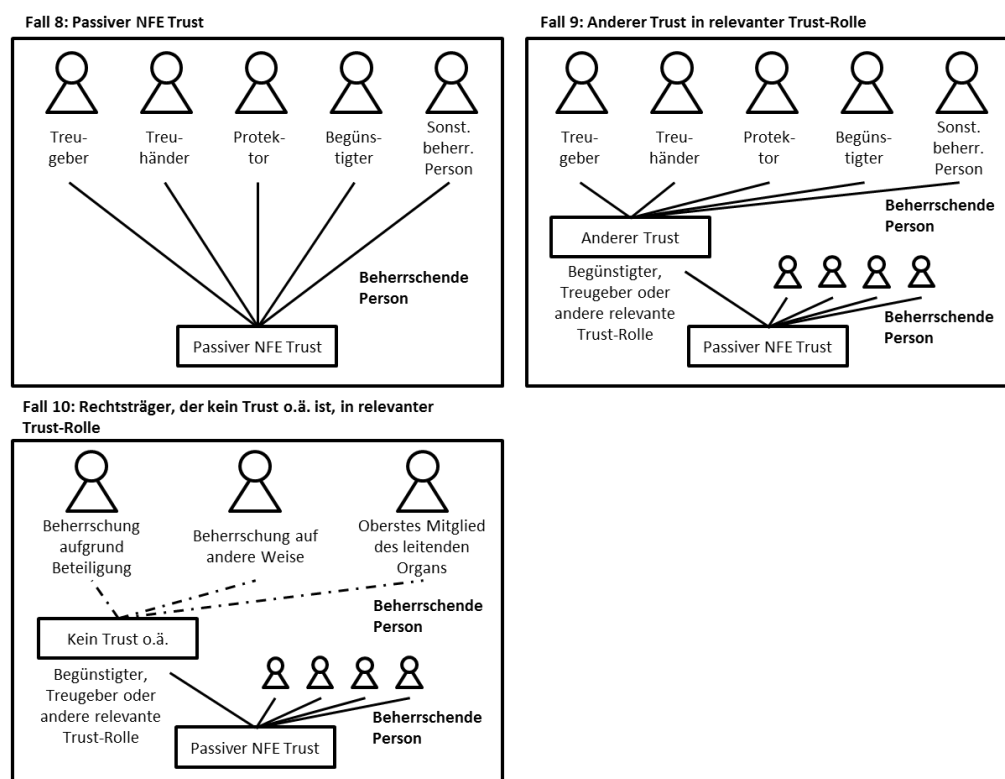 Fall 8: Passiver NFE Trust
Treu-
geber
Treu-
händer
Protek-
tor
Begüns-
tigter
Sonst.
beherr.
Person
Beherrschende
Person
Passiver NFE Trust
Fall 9: Anderer Trust in relevanter Trust-Rolle
Treu-
geber
Treu-
händer
Protek-
tor
Begüns-
tigter
Sonst.
beherr.
Person
Beherrschende
Person
Anderer Trust
Begünstigter,
Treugeber oder
andere relevante
Trust-Rolle
Beherrschende
Person
Passiver NFE Trust
Fall 10: Rechtsträger, der kein Trust o.ä. ist, in relevanter
Trust-Rolle
Beherrschung
aufgrund
Beteiligung
Beherrschung auf
andere Weise
Oberstes Mitglied
des leitenden
Organs
Beherrschende
Person
Kein Trust o.ä.
Begünstigter,
Treugeber oder
andere relevante
Trust-Rolle
Beherrschende
Person
Passiver NFE Trust